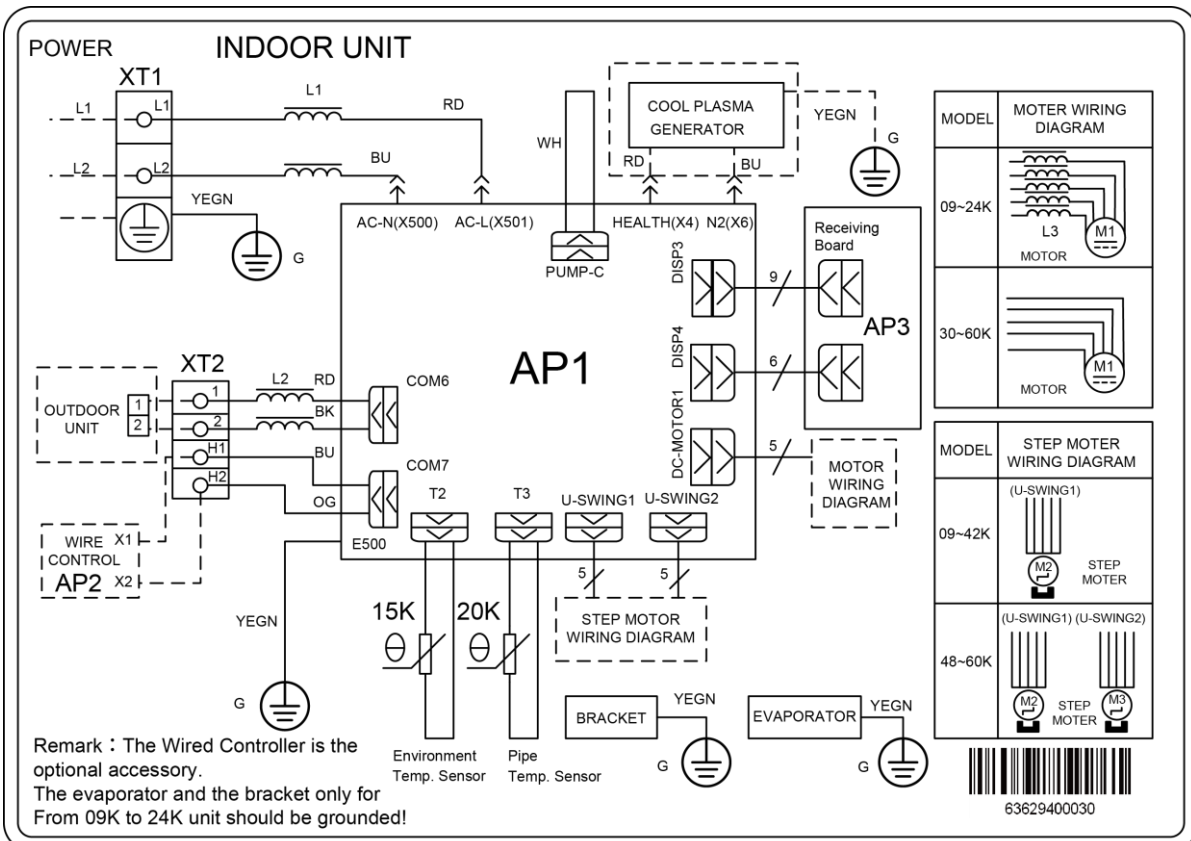 POWER
INDOOR UNIT
XT1
L1
L1
L1
RD
L2
L2
BU
YEGN
G
WH
COOL PLASMA
GENERATOR
YEGN
RD
BU
G
AC-N(X500)
AC-L(X501)
HEALTH(X4)
N2(X6)
PUMP-C
DISP3
9
Receiving
Board
AP3
AP1
DISP4
6
DC-MOTOR1
5
MOTOR
WIRING
DIAGRAM
XT2
OUTDOOR
UNIT
1
2
1
2
H1
H2
L2
RD
BK
BU
OG
COM6
COM7
WIRE
CONTROL
AP2
X1
X2
E500
T2
T3
U-SWING1
U-SWING2
5
5
STEP MOTOR
WIRING DIAGRAM
YEGN
G
15K
20K
Environment
Temp. Sensor
Pipe
Temp. Sensor
BRACKET
YEGN
G
EVAPORATOR
YEGN
G
MODEL
MOTER WIRING
DIAGRAM
09~24K
L3
M1
MOTOR
30~60K
M1
MOTOR
MODEL
STEP MOTER
WIRING DIAGRAM
09~42K
(U-SWING1)
M2
STEP
MOTER
48~60K
(U-SWING1) (U-SWING2)
M2
STEP
MOTER
M3
63629400030
Remark：The Wired Controller is the
optional accessory.
The evaporator and the bracket only for
From 09K to 24K unit should be grounded!